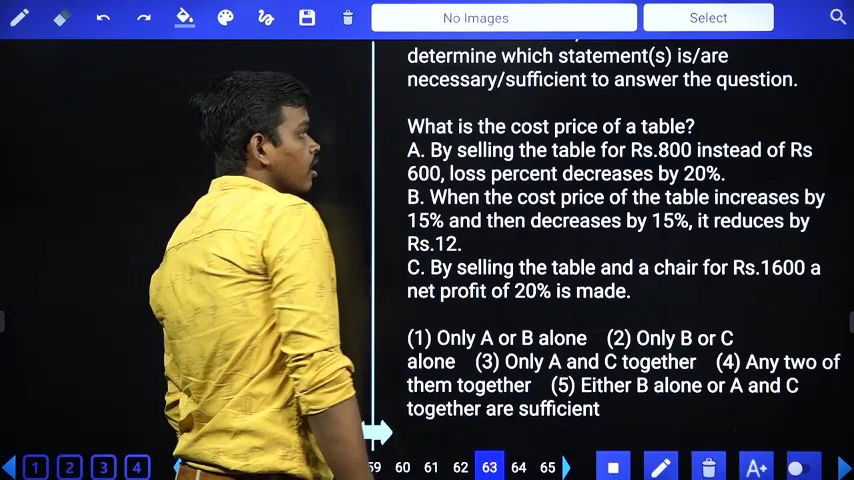 No Images
Select
determine which statement(s) is/are
necessary/sufficient to answer the question.
What is the cost price of a table?
A. By selling the table for Rs.800 instead of Rs
600, loss percent decreases by 20%.
B. When the cost price of the table increases by
15% and then decreases by 15%, it reduces by
Rs.12.
C. By selling the table and a chair for Rs.1600 a
net profit of 20% is made.
(1) Only A or B alone (2) Only B or C
alone (3) Only A and C together (4) Any two of
them together (5) Either B alone or A and C
together are sufficient
1 2 3 4 59 60 61 62 63 64 65 A+